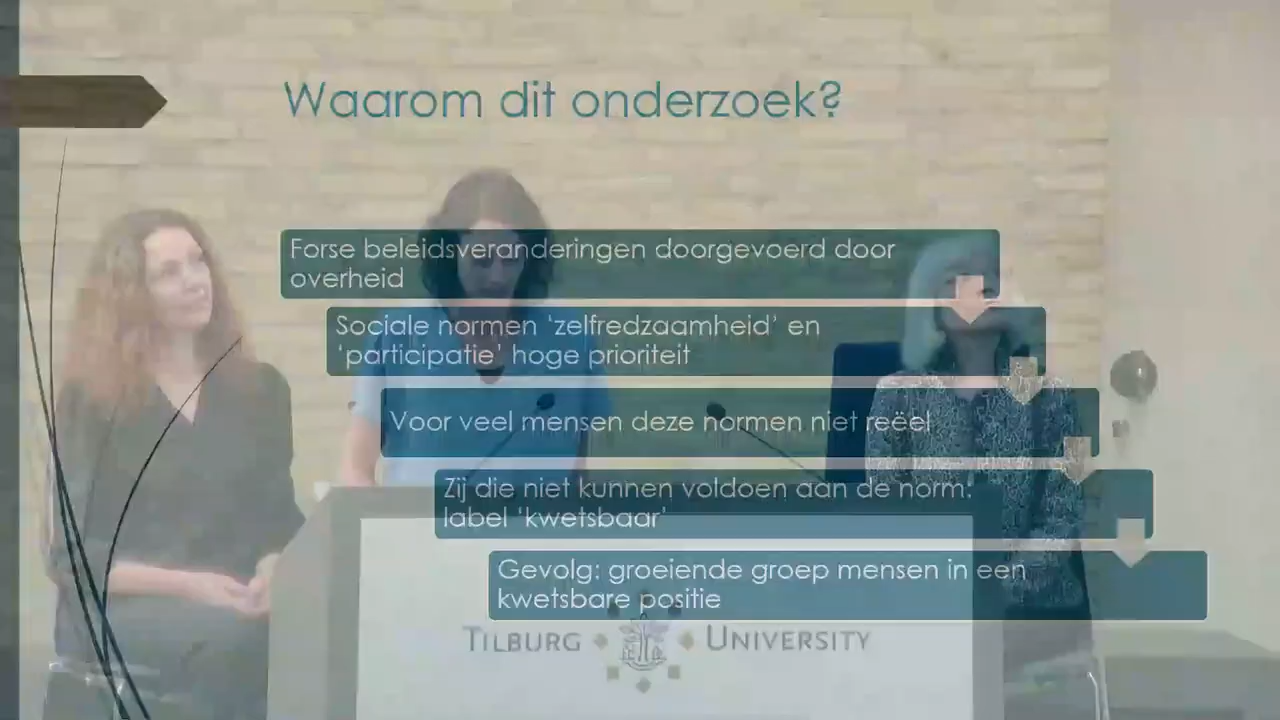 Waarom dit onderzoek?
Forse beleidsveranderingen doorgevoerd door
overheid
Sociale normen ‘zelfredzaamheid’ en
‘participatie’ hoge prioriteit
Voor veel mensen deze normen niet reëel
Zij die niet kunnen voldoen aan de norm:
label ‘kwetsbaar’
Gevolg: groeiende groep mensen in een
kwetsbare positie
TILBURG UNIVERSITY